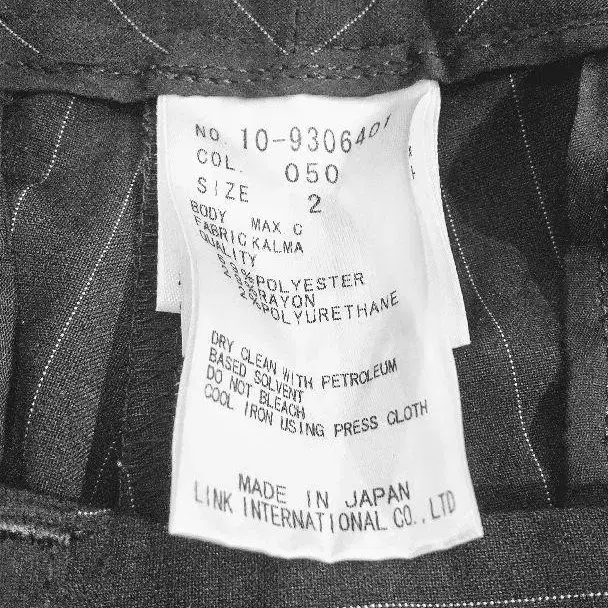 NO. 10-9306401
COL. 050
SIZE 2
BODY MAX. C
FABRIC KALMA
QUALITY
%POLYESTER
%RAYON
2%POLYURETHANE
DRY CLEAN WITH PETROLEUM
BASED SOLVENT
DO NOT BLEACH
COOL IRON USING PRESS CLOTH
MADE IN JAPAN
LINK INTERNATIONAL CO., LTD